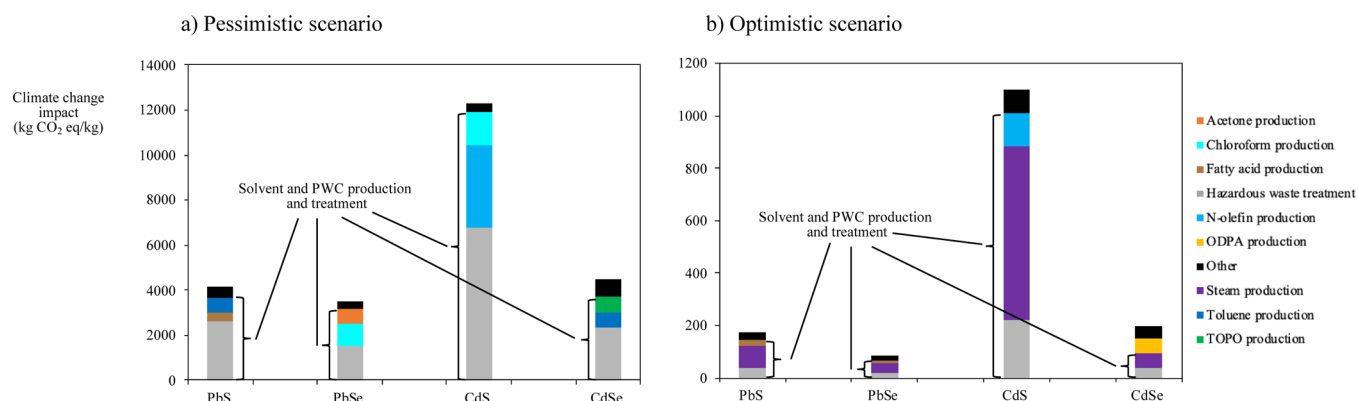 a) Pessimistic scenario
Climate change
impact
(kg CO₂ eq/kg)
14000
12000
10000
8000
6000
4000
2000
0
Solvent and PWC production
and treatment
PbS
PbSe
CdS
CdSe
b) Optimistic scenario
1200
1000
800
600
400
200
0
Solvent and PWC production
and treatment
PbS
PbSe
CdS
CdSe
Acetone production
Chloroform production
Fatty acid production
Hazardous waste treatment
N-olefin production
ODPA production
Other
Steam production
Toluene production
TOPO production